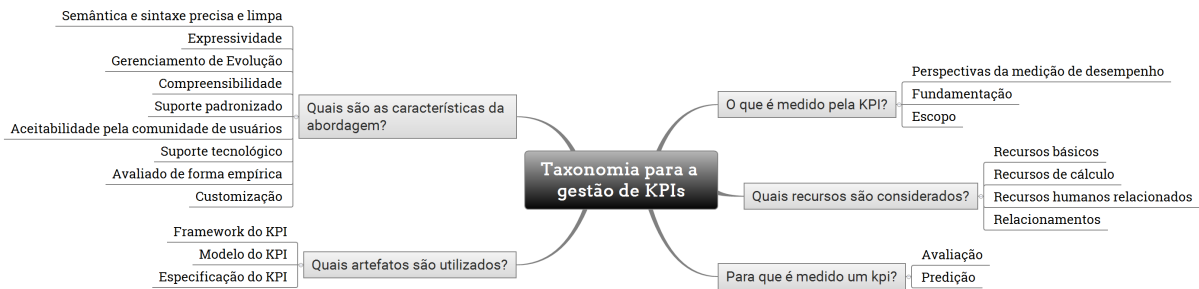 Taxonomia para a
gestão de KPIs
Quais são as características da
abordagem?
Semântica e sintaxe precisa e limpa
Expressividade
Gerenciamento de Evolução
Compreensibilidade
Suporte padronizado
Aceitabilidade pela comunidade de usuários
Suporte tecnológico
Avaliado de forma empírica
Customização
Quais artefatos são utilizados?
Framework do KPI
Modelo do KPI
Especificação do KPI
O que é medido pela KPI?
Perspectivas da medição de desempenho
Fundamentação
Escopo
Quais recursos são considerados?
Recursos básicos
Recursos de cálculo
Recursos humanos relacionados
Relacionamentos
Para que é medido um kpi?
Avaliação
Predição